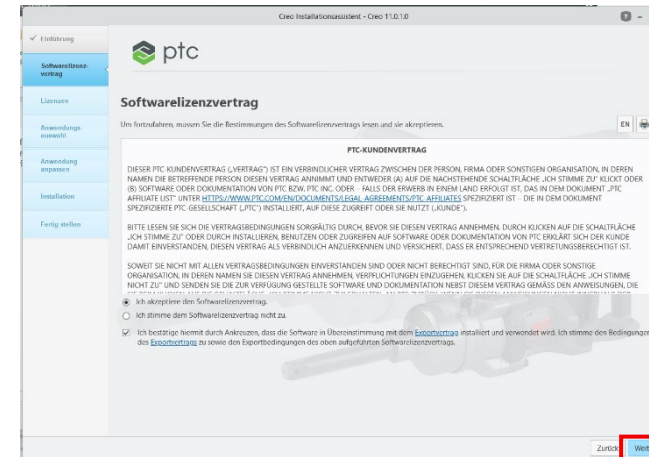 Creo Installationsassistent - Creo 11.0.1.0
Einführung
ptc
Softwarelizenz-
vertrag
Lizenzen
Anwendungs-
auswahl
Anwendung
anpassen
Installation
Fertig stellen
Softwarelizenzvertrag
Um fortzufahren, müssen Sie die Bestimmungen des Softwarelizenzvertrags lesen und sie akzeptieren.
EN
PTC-KUNDENVERTRAG
DIESER PTC KUNDENVERTRAG („VERTRAG") IST EIN VERBINDLICHER VERTRAG ZWISCHEN DER PERSON, FIRMA ODER SONSTIGEN ORGANISATION, IN DEREN
NAMEN DIE BETREFFENDE PERSON DIESEN VERTRAG ANNIMMT UND ENTWEDER (A) AUF DIE NACHSTEHENDE SCHALTFLÄCHE „ICH STIMME ZU" KLICKT ODER
(B) SOFTWARE ODER DOKUMENTATION VON PTC BZW. PTC INC. ODER – FALLS DER ERWERB IN EINEM LAND ERFOLGT IST, DAS IN DEM DOKUMENT „PTC
AFFILIATE LIST" UNTER HTTPS://WWW.PTC.COM/EN/DOCUMENTS/LEGAL-AGREEMENTS/PTC-AFFILIATES SPEZIFIZIERT IST – DIE IN DEM DOKUMENT
SPEZIFIZIERTE PTC-GESELLSCHAFT („PTC") INSTALLIERT, AUF DIESE ZUGREIFT ODER SIE NUTZT („KUNDE").
BITTE LESEN SIE SICH DIE VERTRAGSBEDINGUNGEN SORGFÄLTIG DURCH, BEVOR SIE DIESEN VERTRAG ANNEHMEN. DURCH KLICKEN AUF DIE SCHALTFLÄCHE
„ICH STIMME ZU" ODER DURCH INSTALLIEREN, BENUTZEN ODER ZUGREIFEN AUF SOFTWARE ODER DOKUMENTATION VON PTC ERKLÄRT SICH DER KUNDE
DAMIT EINVERSTANDEN, DIESEN VERTRAG ALS VERBINDLICH ANZUERKENNEN UND VERSICHERT, DASS ER ENTSPRECHEND VERTRETUNGSBERECHTIGT IST.
SOWEIT SIE NICHT MIT ALLEN VERTRAGSBEDINGUNGEN EINVERSTANDEN SIND ODER NICHT BERECHTIGT SIND, FÜR DIE FIRMA ODER SONSTIGE
ORGANISATION, IN DEREN NAMEN SIE DIESEN VERTRAG ANNEHMEN, VERPFLICHTUNGEN EINZUGEHEN, KLICKEN SIE AUF DIE SCHALTFLÄCHE „ICH STIMME
NICHT ZU" UND SENDEN SIE DIE ZUR VERFÜGUNG GESTELLTE SOFTWARE UND DOKUMENTATION NEBST DIESEM VERTRAG GEMÄSS DEN ANWEISUNGEN, DIE
Ich akzeptiere den Softwarelizenzvertrag.
Ich stimme dem Softwarelizenzvertrag nicht zu.
Ich bestätige hiermit durch Ankreuzen, dass die Software in Übereinstimmung mit dem Exportvertrag installiert und verwendet wird. Ich stimme den Bedingungen
des Exportvertrags zu sowie den Exportbedingungen des oben aufgeführten Softwarelizenzvertrags.
Zurück
Weit